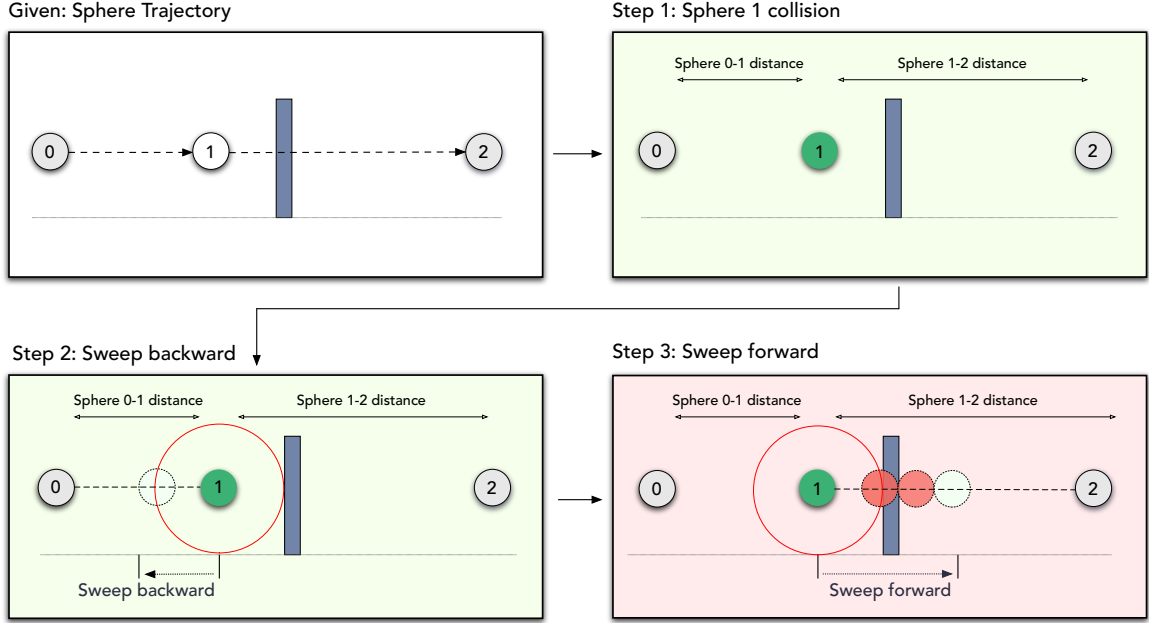 Given: Sphere Trajectory
0
1
2
Step 1: Sphere 1 collision
Sphere 0-1 distance
Sphere 1-2 distance
0
1
2
Step 2: Sweep backward
Sphere 0-1 distance
Sphere 1-2 distance
0
1
2
Sweep backward
Step 3: Sweep forward
Sphere 0-1 distance
Sphere 1-2 distance
0
1
2
Sweep forward